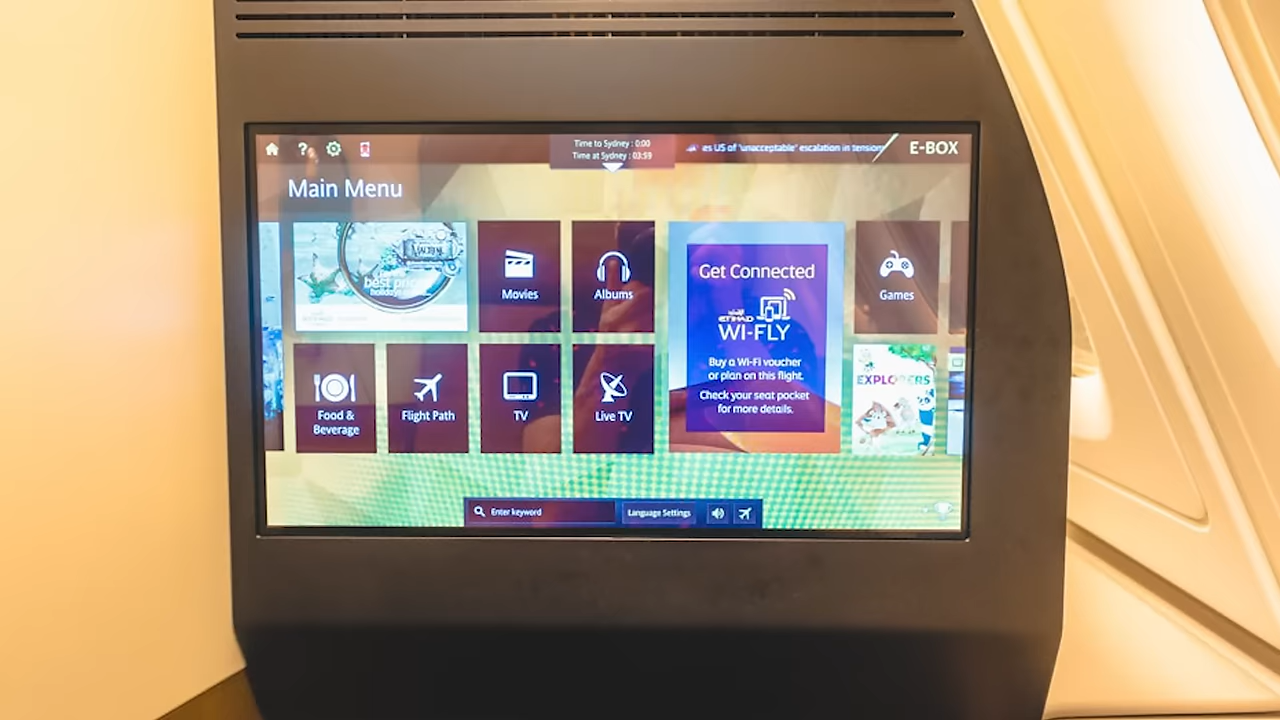 ?
Time to Sydney : 0:00
Time at Sydney : 03:59
es US of 'unacceptable' escalation in tension
E-BOX
Main Menu
MACHINE
best pric
holiday
Movies
Albums
Get Connected
ETIHAD
WI-FLY
Buy a Wi-Fi voucher
or plan on this flight.
Check your seat pocket
for more details.
Games
Food &
Beverage
Flight Path
TV
Live TV
EXPLORERS
Enter keyword
Language Settings